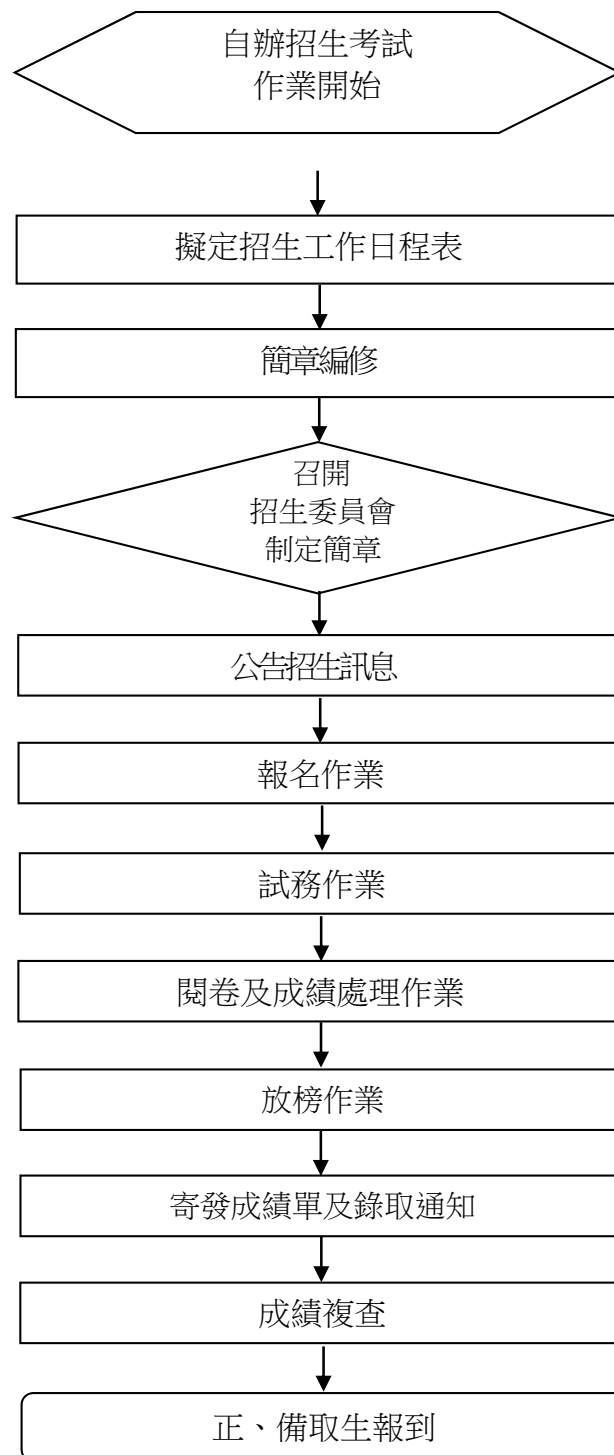 自辦招生考試
作業開始
擬定招生工作日程表
簡章編修
召開
招生委員會
制定簡章
公告招生訊息
報名作業
試務作業
閱卷及成績處理作業
放榜作業
寄發成績單及錄取通知
成績複查
正、備取生報到